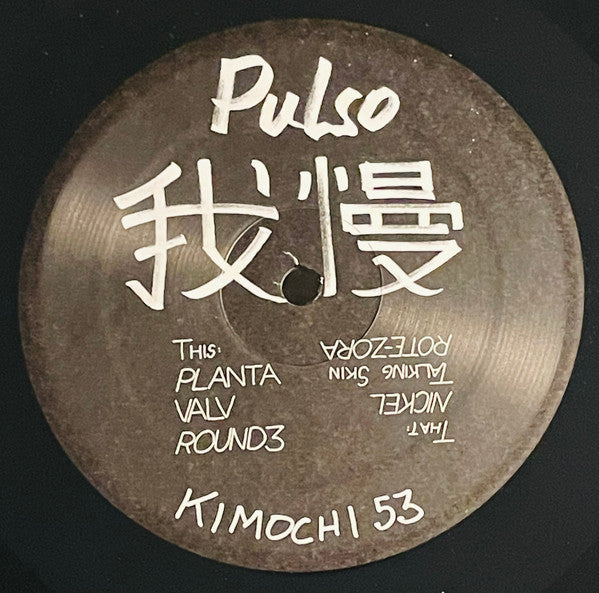 Pulso
我慢
This:
PLANTA
VALV
ROUND3
That:
NICKEL
TALKING SKIN
ROTE-ZORA
KIMOCHI 53